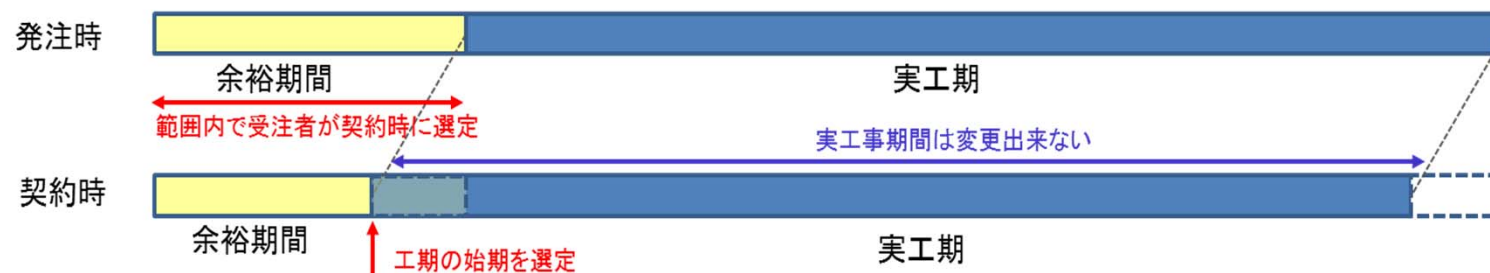 発注時
余裕期間
実工期
範囲内で受注者が契約時に選定
実工事期間は変更出来ない
契約時
余裕期間
実工期
工期の始期を選定